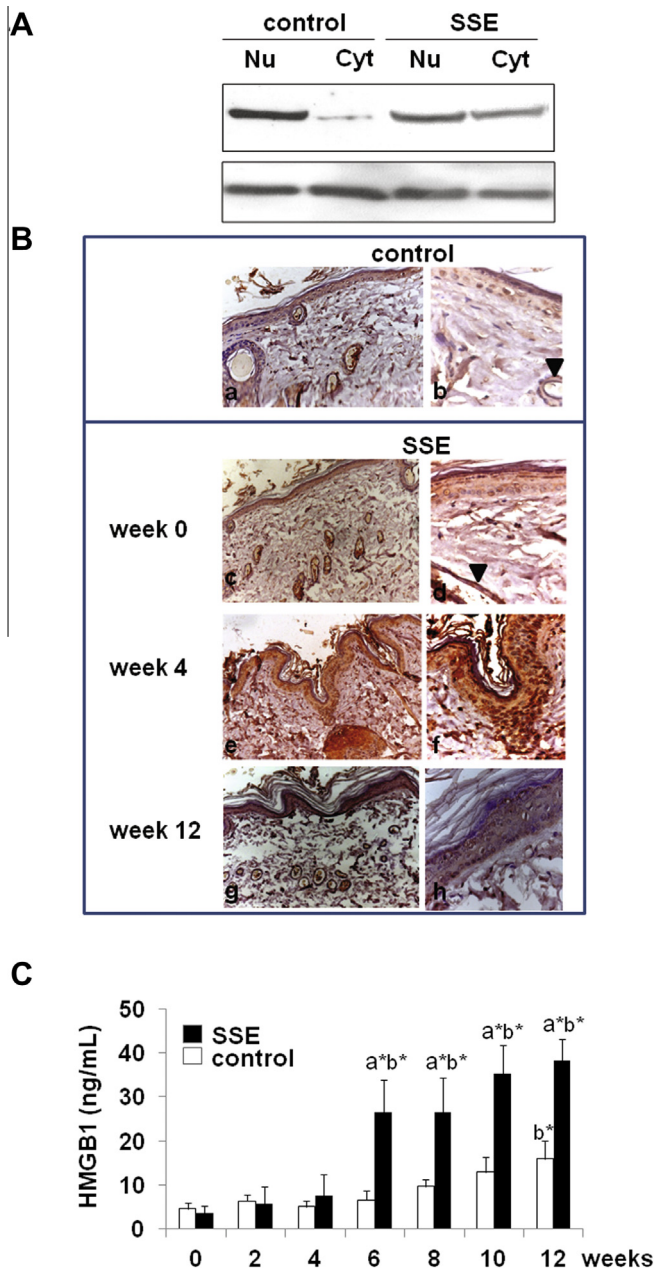 A
control SSE
Nu Cyt Nu Cyt
B
control
a b
SSE
week 0
c d
week 4
e f
week 12
g h
C
50
40
30
20
10
0
HMGB1 (ng/mL)
SSE
control
a*b* a*b* a*b* a*b*
b*
0 2 4 6 8 10 12 weeks